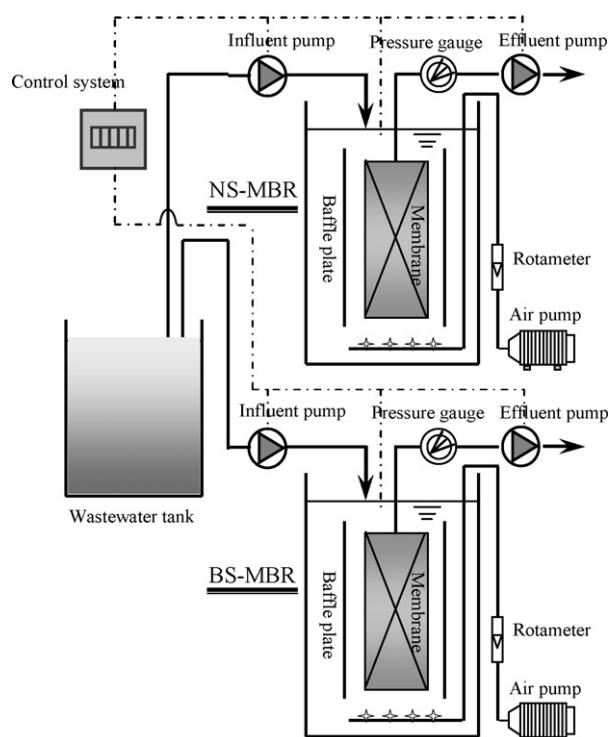 Influent pump
Pressure gauge
Effluent pump
Control system
NS-MBR
Baffle plate
Membrane
Rotameter
Air pump
Influent pump
Pressure gauge
Effluent pump
Wastewater tank
BS-MBR
Baffle plate
Membrane
Rotameter
Air pump